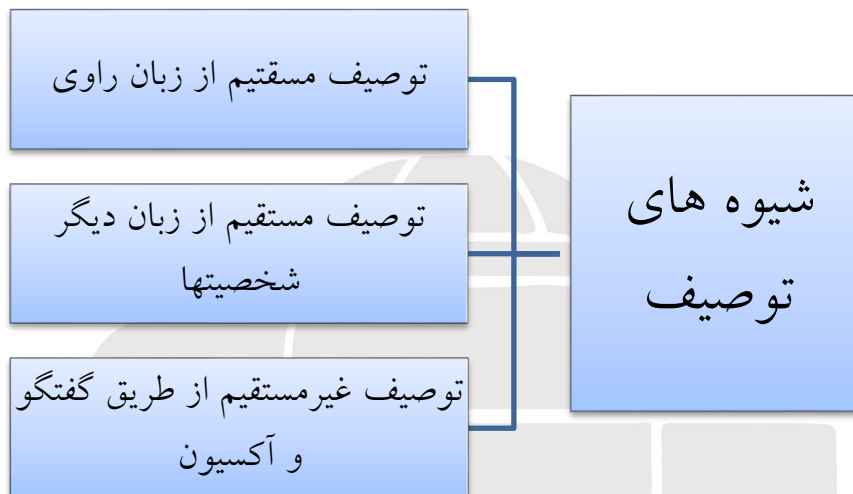 شیوه های
توصیف
توصیف مسقتیم از زبان راوی
توصیف مستقیم از زبان دیگر
شخصیتها
توصیف غیرمستقیم از طریق گفتگو
و آکسیون